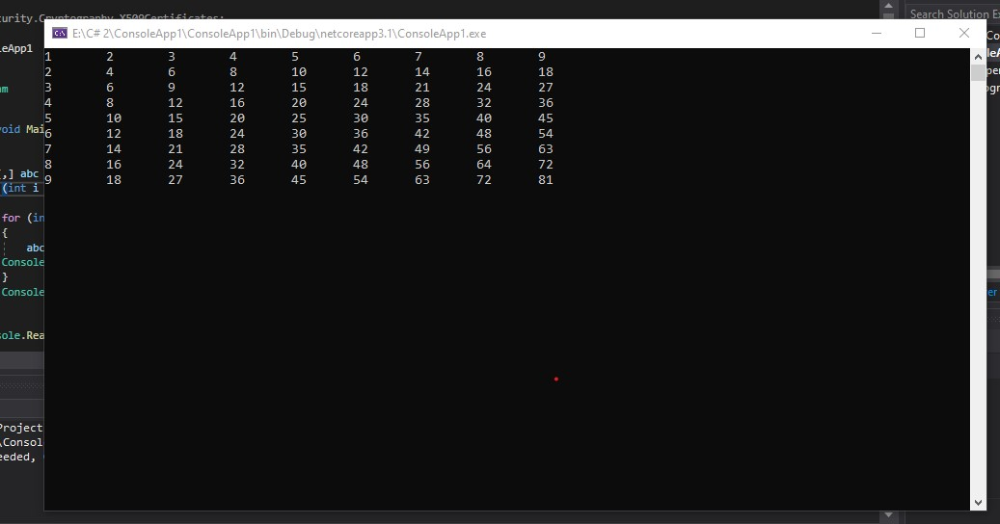 curity.Cryptography.X509Certificates;
Search Solution Ex
E:\C# 2\ConsoleApp1\ConsoleApp1\bin\Debug\netcoreapp3.1\ConsoleApp1.exe
leApp1
1 2 3 4 5 6 7 8 9
2 4 6 8 10 12 14 16 18
3 6 9 12 15 18 21 24 27
4 8 12 16 20 24 28 32 36
5 10 15 20 25 30 35 40 45
6 12 18 24 30 36 42 48 54
7 14 21 28 35 42 49 56 63
8 16 24 32 40 48 56 64 72
9 18 27 36 45 54 63 72 81
am
void Mai
,] abc
(int i
for (in
{
abc
Console
}
Console
sole.Rea
Project
\Consol
eeded,
Co
leA
per
ogr
er